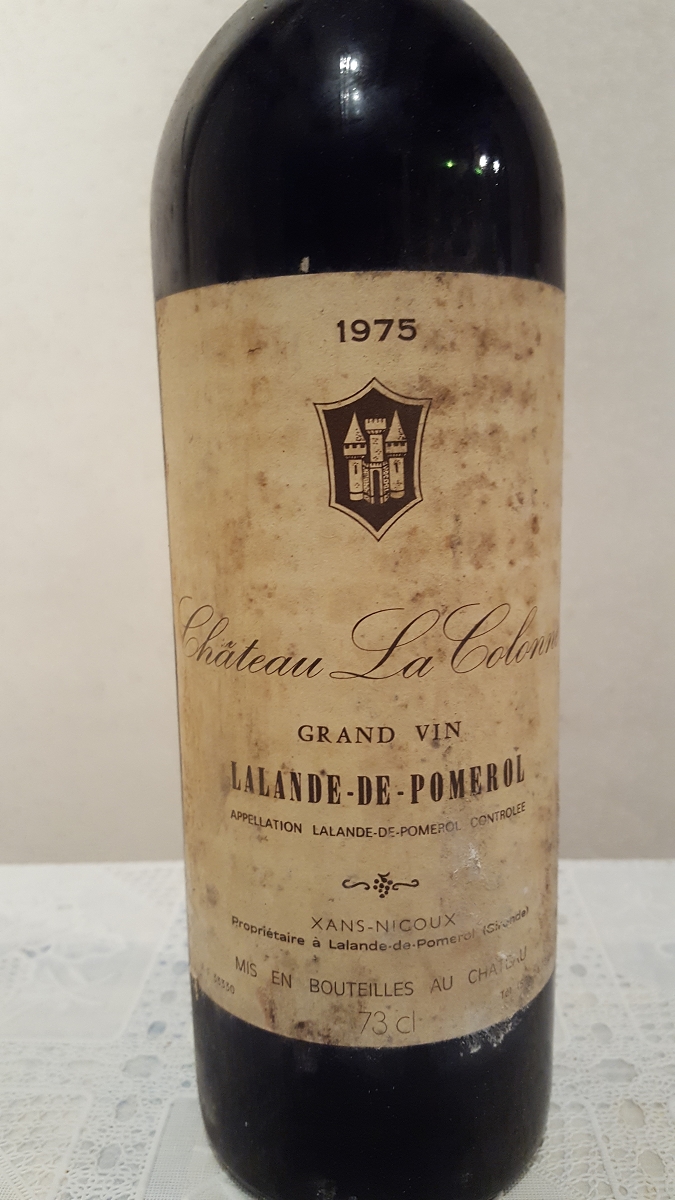 1975
Château La Colonn
GRAND VIN
LALANDE-DE-POMEROL
APPELLATION LALANDE-DE-POMEROL CONTROLEE
XANS-NICOUX
Propriétaire à Lalande-de-Pomerol (Gironde)
MIS EN BOUTEILLES AU CHATEAU
73 cl